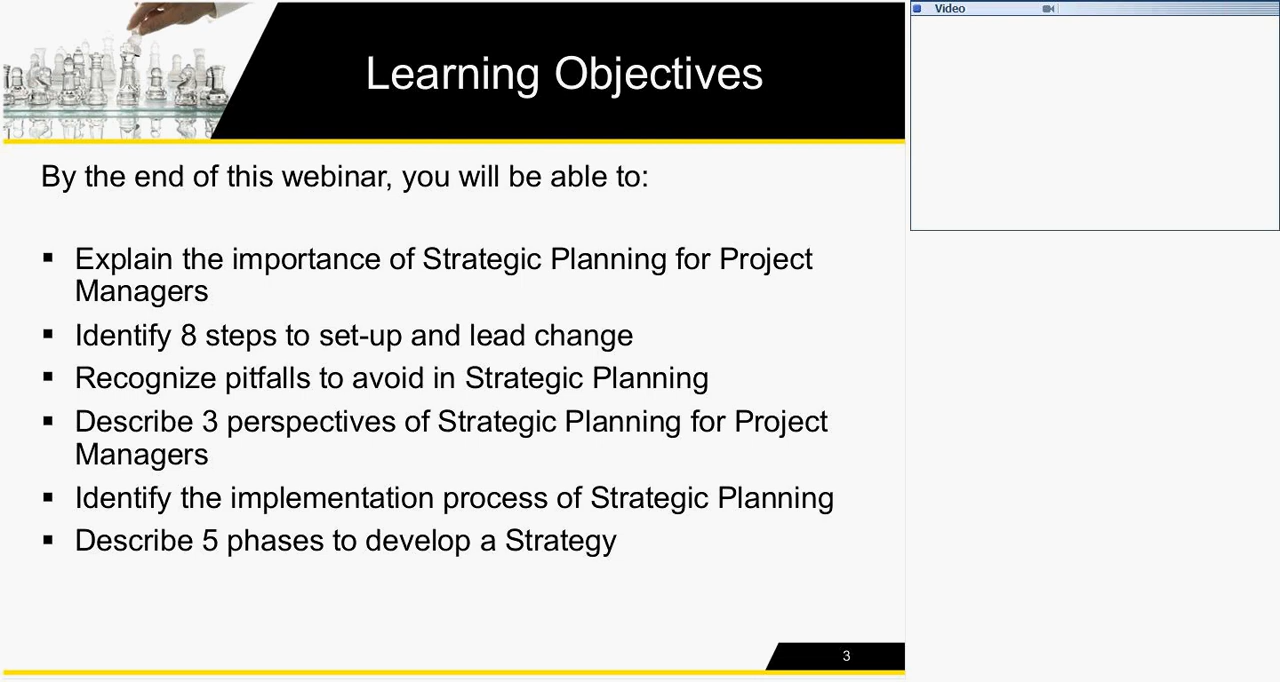 Learning Objectives
Video
By the end of this webinar, you will be able to:
▪ Explain the importance of Strategic Planning for Project
Managers
▪ Identify 8 steps to set-up and lead change
▪ Recognize pitfalls to avoid in Strategic Planning
▪ Describe 3 perspectives of Strategic Planning for Project
Managers
▪ Identify the implementation process of Strategic Planning
▪ Describe 5 phases to develop a Strategy
3